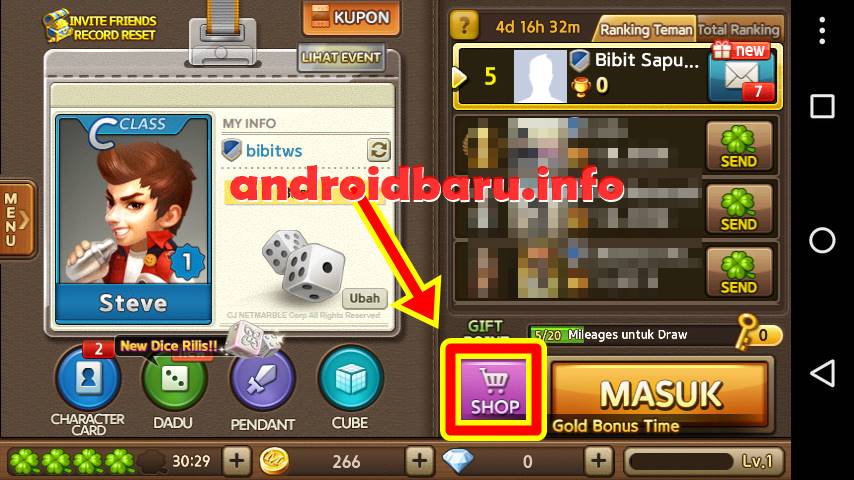 INVITE FRIENDS
RECORD RESET
KUPON
LIHAT EVENT
?
4d 16h 32m
Ranking Teman
Total Ranking
5
Bibit Sapu...
0
new
7
C CLASS
MY INFO
bibitws
1
Steve
Ubah
CJ NETMARBLE Corp All Rights Reserved
MENU
androidbaru.info
SEND
SEND
SEND
GIFT
5/20 Mileages untuk Draw
0
2
New Dice Rilis!!
CHARACTER
CARD
DADU
PENDANT
CUBE
SHOP
MASUK
Gold Bonus Time
30:29
+
266
+
0
+
Lv.1